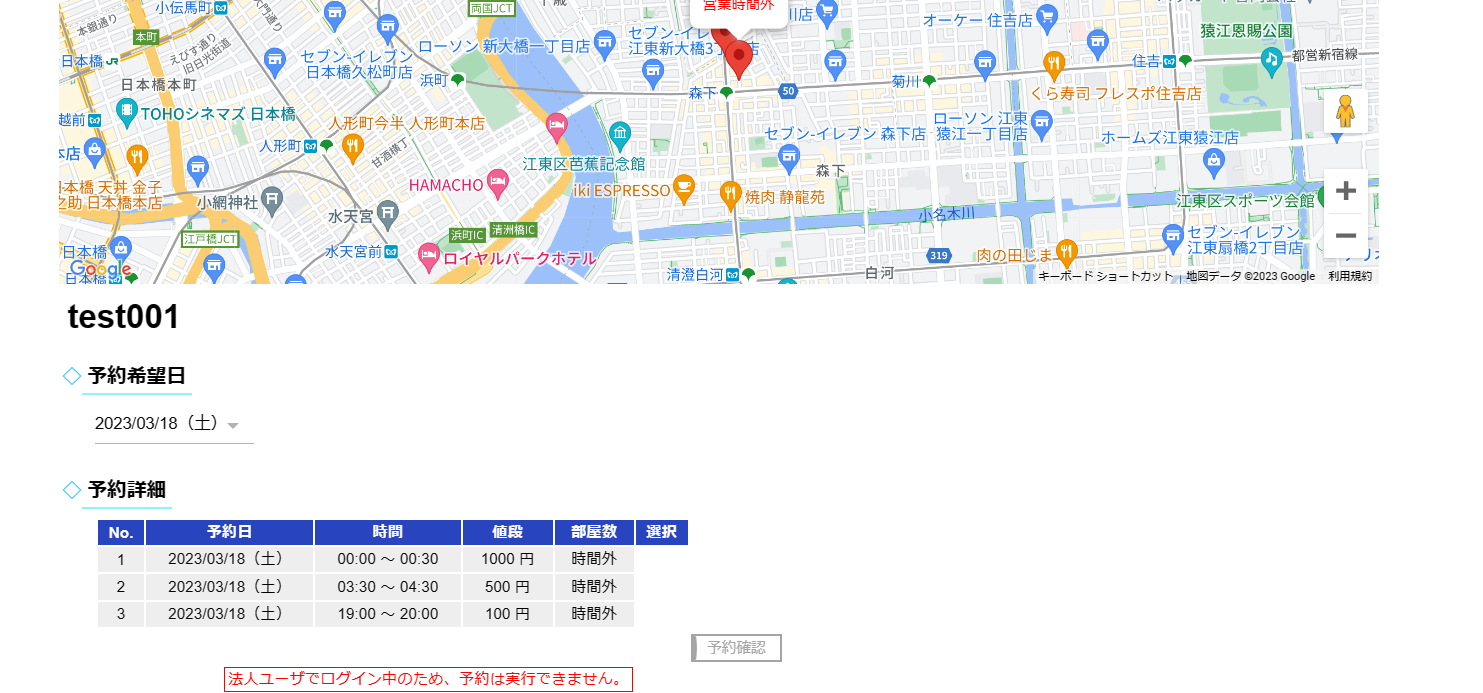 小伝馬町
両国JCT
営業時間外
オーケー 住吉店
猿江恩賜公園
本銀通り
本町
えびす通り
旧日光街道
セブン-イレブン
日本橋久松町店
ローソン 新大橋一丁目店
セブン-イレブ
江東新大橋3丁
店
都営新宿線
日本橋
日本橋本町
浜町
森下
50
菊川
住吉
くら寿司 フレスポ住吉店
TOHOシネマズ 日本橋
越前
人形町今半 人形町本店
人形町
甘酒横丁
江東区芭蕉記念館
セブン-イレブン 森下店
ローソン 江東
猿江一丁目店
ホームズ江東猿江店
本店
本橋 天丼 金子
之助 日本橋本店
小網神社
HAMACHO
iki ESPRESSO
焼肉 静龍苑
森下
江東区スポーツ会館
水天宮
小名木川
江戸橋JCT
浜町IC
清洲橋IC
水天宮前
ロイヤルパークホテル
清澄白河
白河
319
肉の田じま
セブン-イレブン
江東扇橋2丁目店
日本橋
日本橋
Google
キーボード ショートカット
地図データ ©2023 Google
利用規約
test001
予約希望日
2023/03/18（土）
予約詳細
No. 予約日 時間 値段 部屋数 選択
1 2023/03/18（土） 00:00 ～ 00:30 1000 円 時間外
2 2023/03/18（土） 03:30 ～ 04:30 500 円 時間外
3 2023/03/18（土） 19:00 ～ 20:00 100 円 時間外
予約確認
法人ユーザでログイン中のため、予約は実行できません。